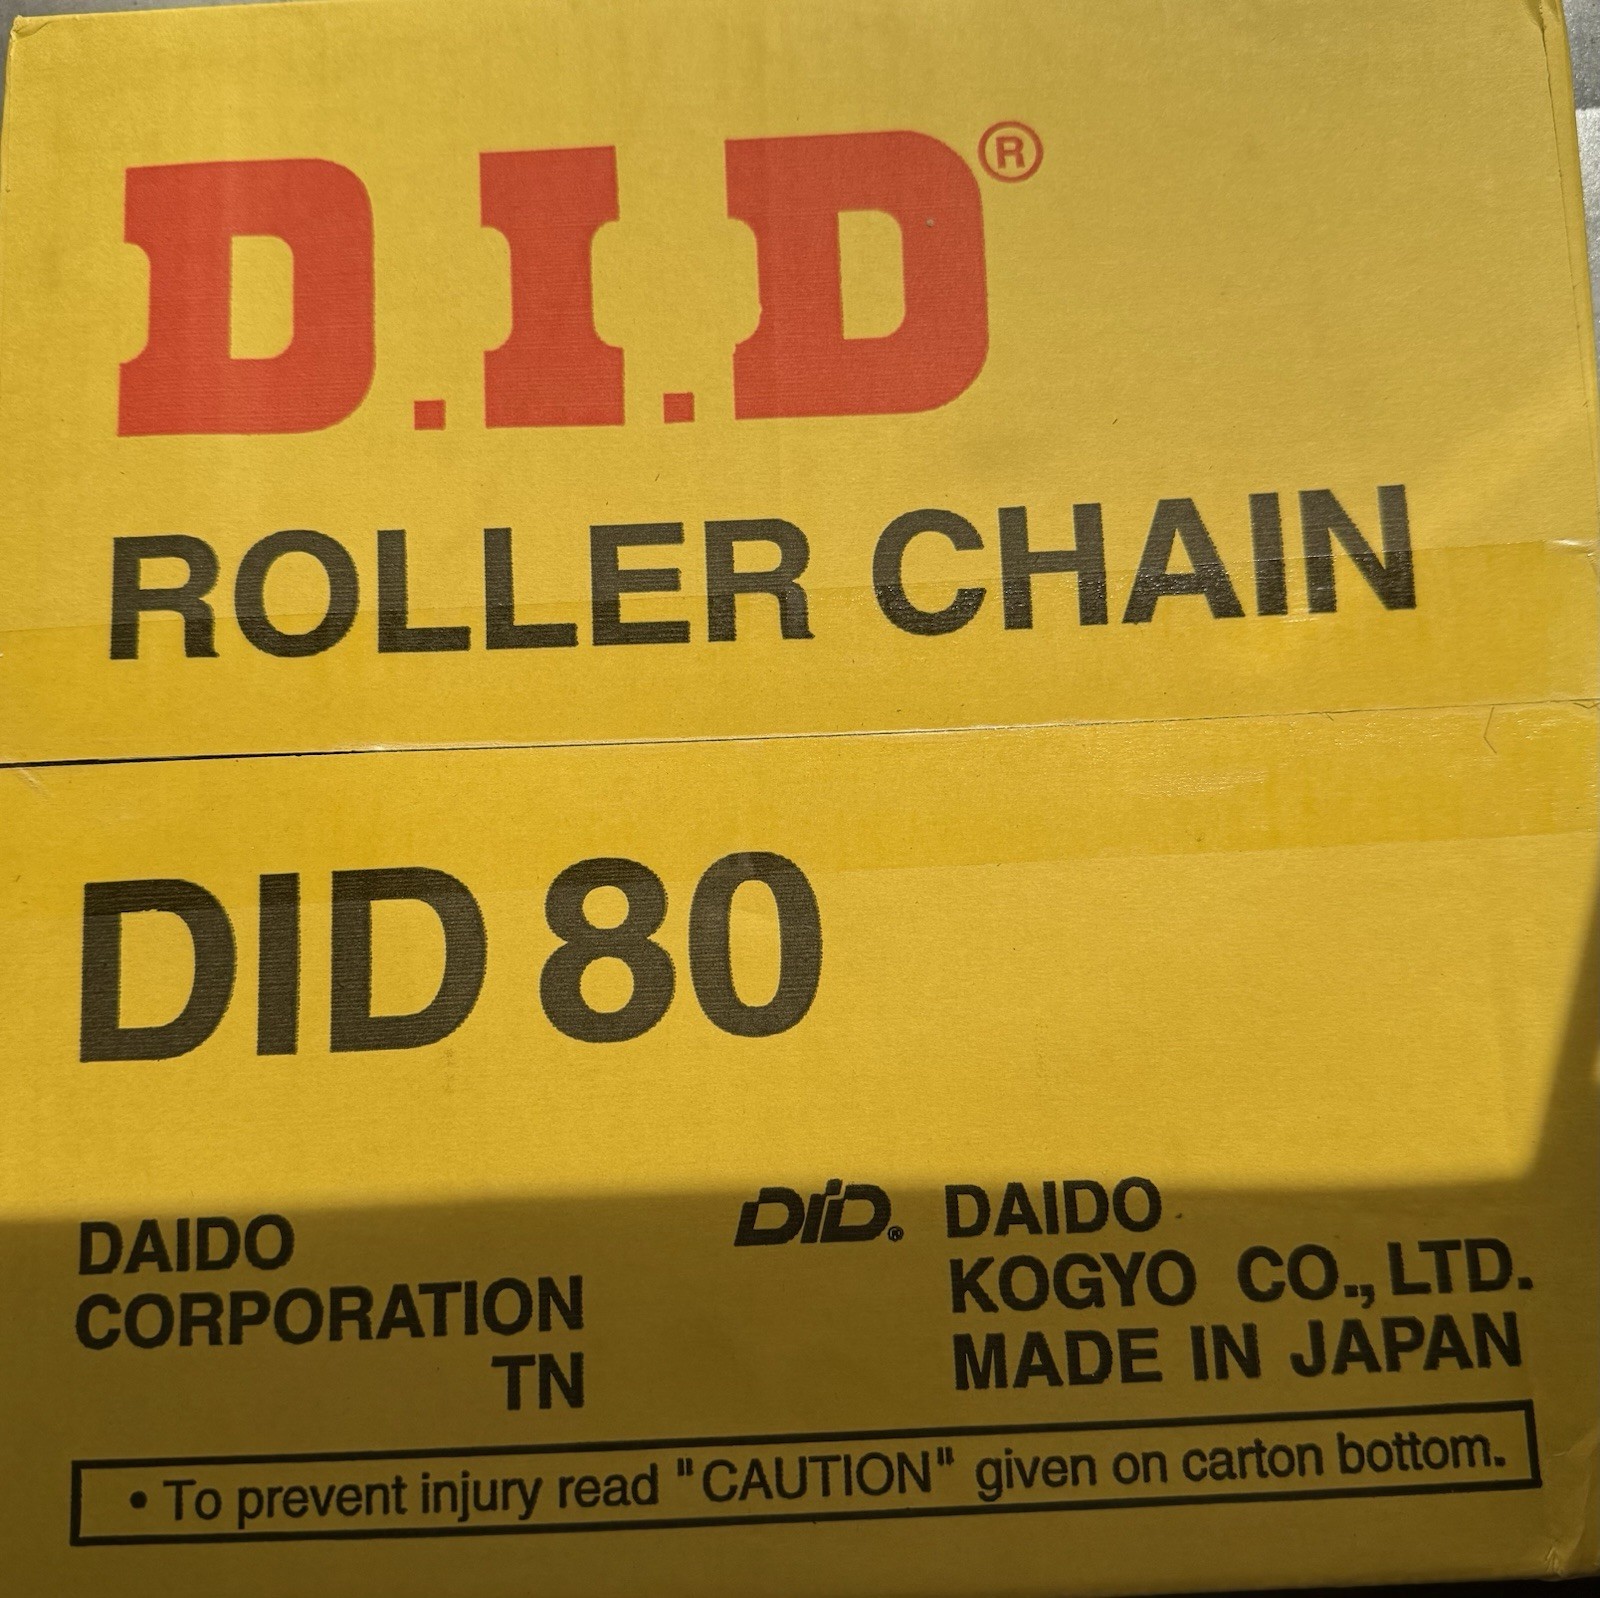 D.I.D®
ROLLER CHAIN
DID 80
DAIDO
CORPORATION
TN
DID® DAIDO
KOGYO CO., LTD.
MADE IN JAPAN
• To prevent injury read "CAUTION" given on carton bottom.